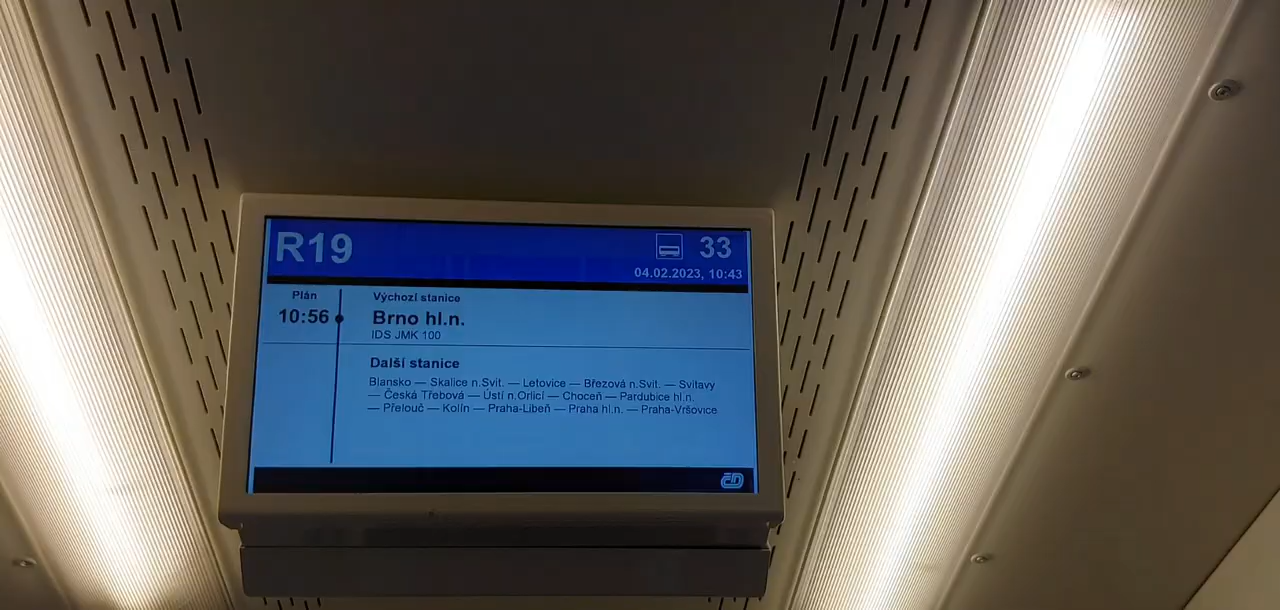 R19
33
04.02.2023, 10:43
Plán
Výchozí stanice
10:56
Brno hl.n.
IDS JMK 100
Další stanice
Blansko — Skalice n.Svit. — Letovice — Březová n.Svit. — Svitavy
— Česká Třebová — Ústí n.Orlicí — Choceň — Pardubice hl.n.
— Přelouč — Kolín — Praha-Libeň — Praha hl.n. — Praha-Vršovice
ČD